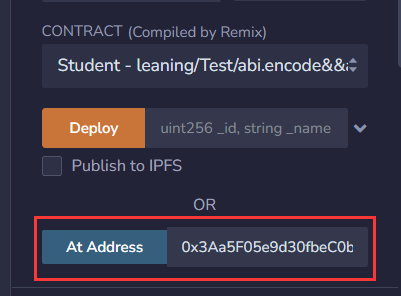 CONTRACT (Compiled by Remix)
Student - leaning/Test/abi.encode&&a
Deploy uint256 _id, string _name
Publish to IPFS
OR
At Address 0x3Aa5F05e9d30fbeC0b